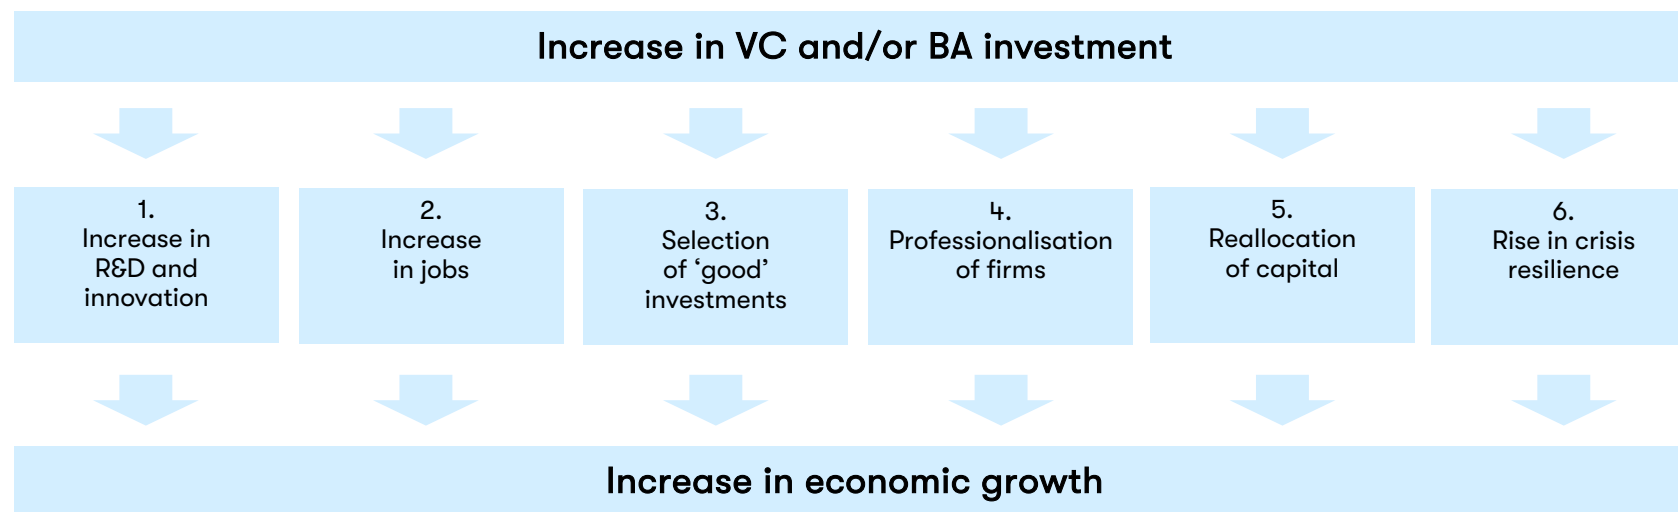 Increase in VC and/or BA investment
1.
Increase in
R&D and
innovation
2.
Increase
in jobs
3.
Selection
of ‘good’
investments
4.
Professionalisation
of firms
5.
Reallocation
of capital
6.
Rise in crisis
resilience
Increase in economic growth